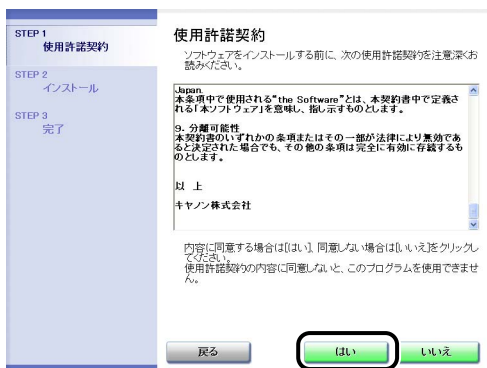 STEP 1
使用許諾契約
STEP 2
インストール
STEP 3
完了
使用許諾契約
ソフトウェアをインストールする前に、次の使用許諾契約を注意深くお
読みください。
Japan.
本条項中で使用される“the Software”とは、本契約書中で定義さ
れる「本ソフトウェア」を意味し、指し示すものとします。
9. 分離可能性
本契約書のいずれかの条項またはその一部が法律により無効であ
ると決定された場合でも、その他の条項は完全に有効に存続するも
のとします。
以 上
キヤノン株式会社
内容に同意する場合は[はい]、同意しない場合は[いいえ]をクリックし
てください。
使用許諾契約の内容に同意しないと、このプログラムを使用できませ
ん。
戻る
はい
いいえ